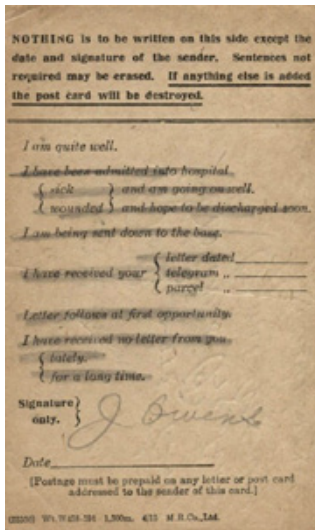 NOTHING is to be written on this side except the
date and signature of the sender. Sentences not
required may be erased. If anything else is added
the post card will be destroyed.
I am quite well.
I have been admitted into hospital
{ sick } and am going on well.
{ wounded } and hope to be discharged soon.
I am being sent down to the base.
I have received your { letter dated
telegram „
parcel „
Letter follows at first opportunity.
I have received no letter from you
{ lately.
{ for a long time.
Signature only. } J Owens
Date
[Postage must be prepaid on any letter or post card
addressed to the sender of this card.]
Wt. 1,500m. 4/15 M.R.Co.,Ltd.